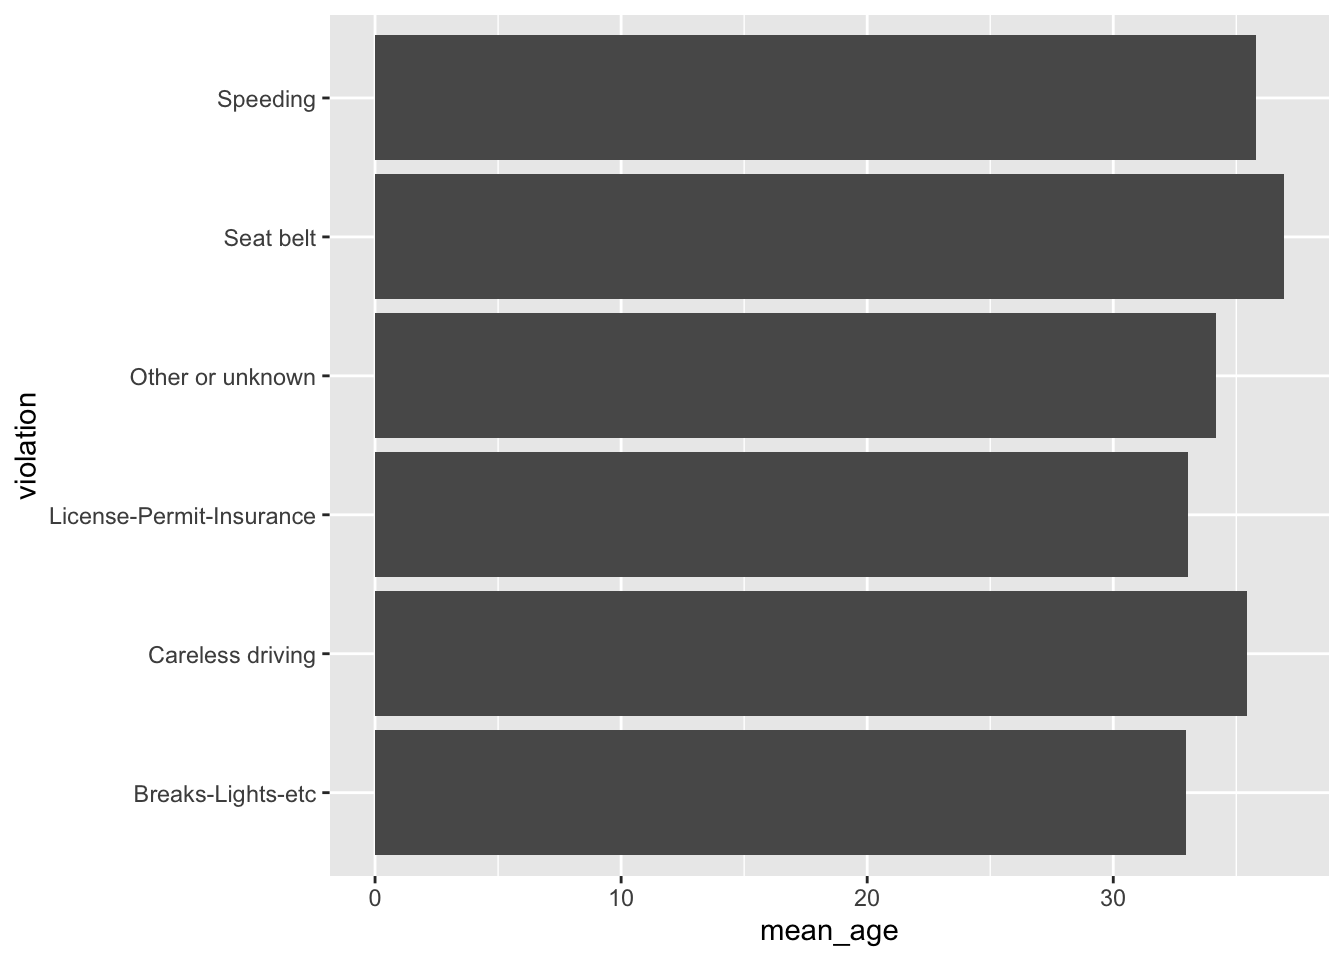 Speeding
Seat belt
Other or unknown
License-Permit-Insurance
Careless driving
Breaks-Lights-etc
violation
0 10 20 30
mean_age